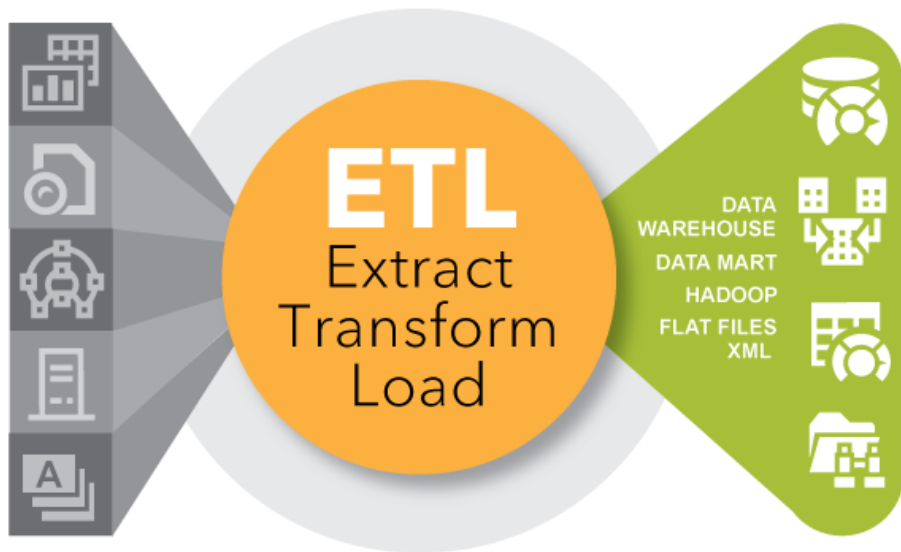 ETL
Extract
Transform
Load
A
DATA
WAREHOUSE
DATA MART
HADOOP
FLAT FILES
XML